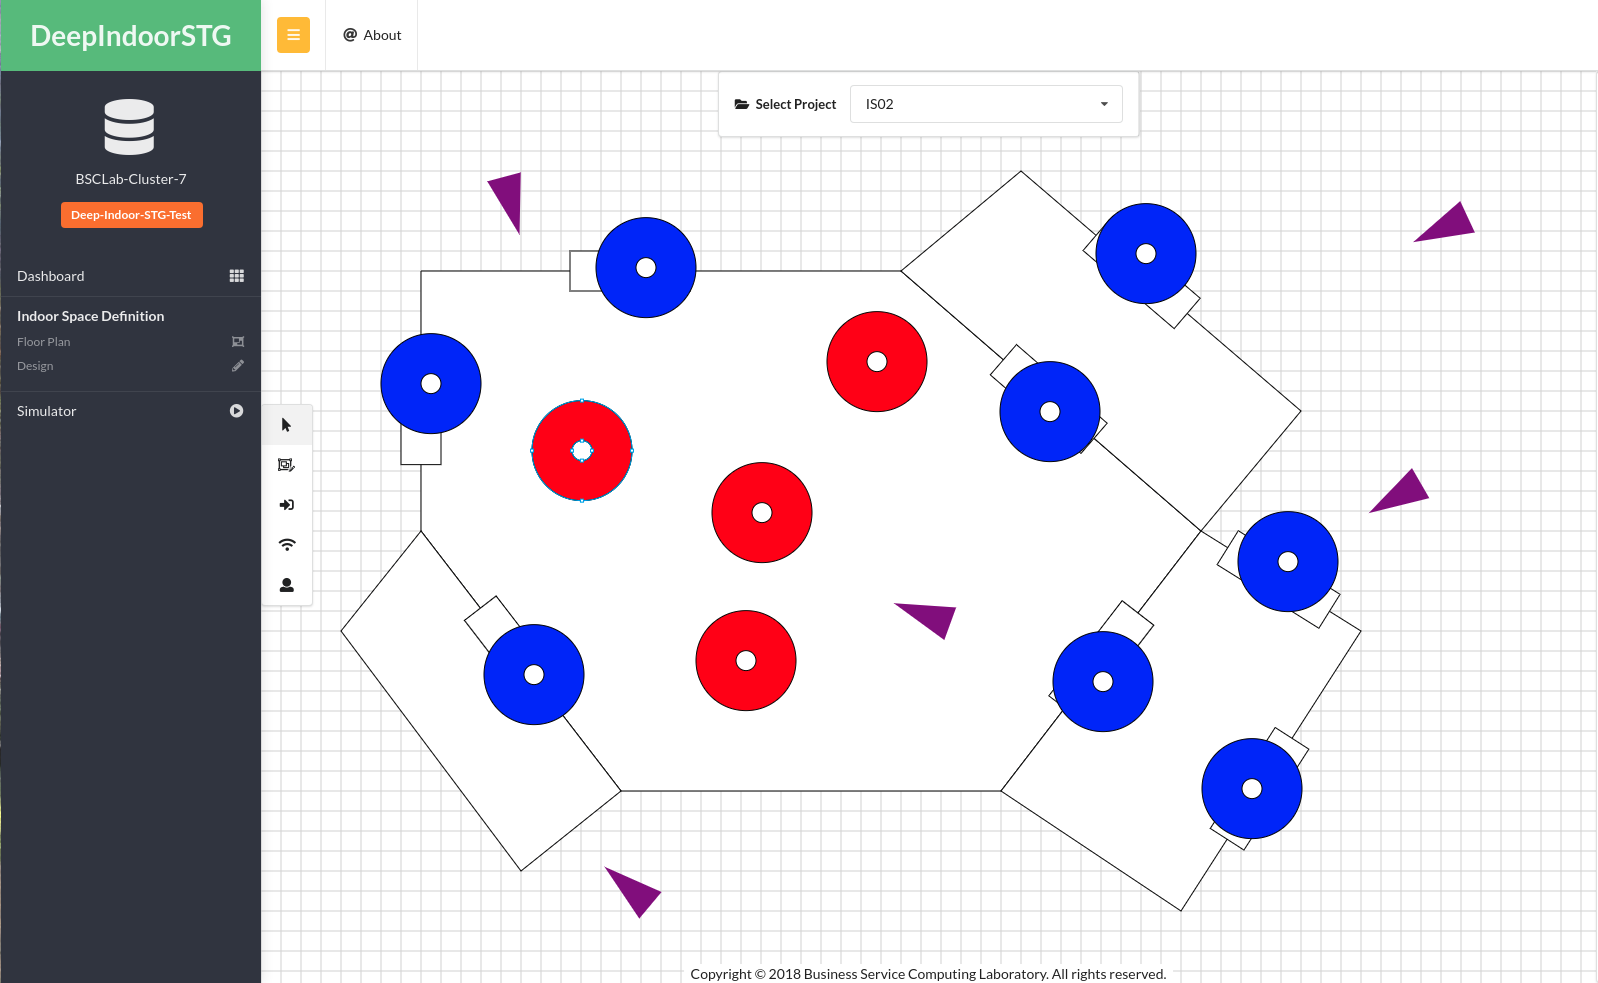 DeepIndoorSTG
About
Select Project
IS02
BSCLab-Cluster-7
Deep-Indoor-STG-Test
Dashboard
Indoor Space Definition
Floor Plan
Design
Simulator
Copyright © 2018 Business Service Computing Laboratory. All rights reserved.